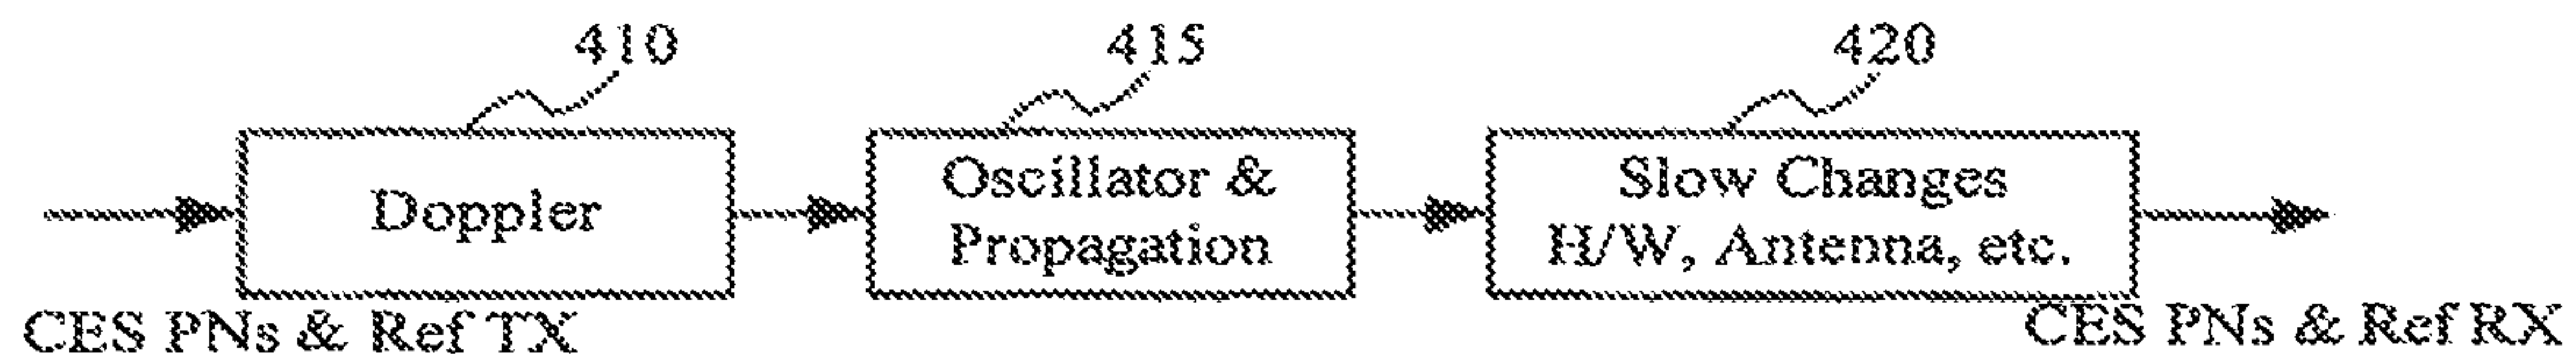 410
415
420
Doppler
Oscillator &
Propagation
Slow Changes
H/W, Antenna, etc.
CES PNs & Ref TX
CES PNs & Ref RX